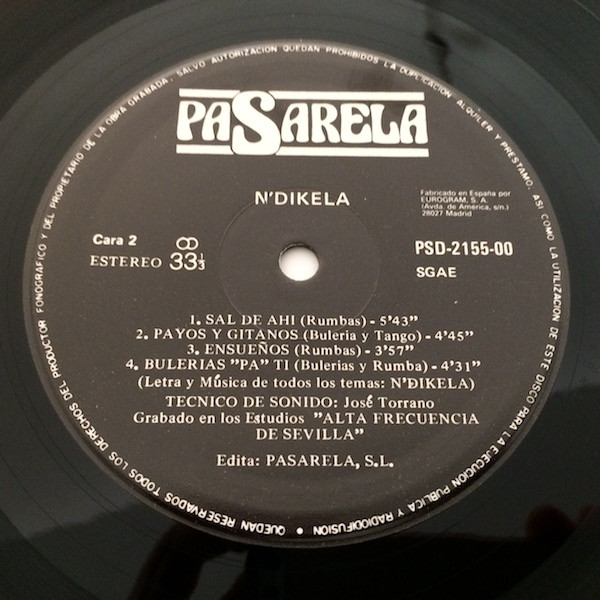 PASARELA
N'DIKELA
Fabricado en España por
EUROGRAM, S. A.
(Avda. de América, s/n.)
28027 Madrid
Cara 2
ESTEREO 33 1/3
PSD-2155-00
SGAE
1. SAL DE AHI (Rumbas) - 5'43"
2. PAYOS Y GITANOS (Buleria y Tango) - 4'45"
3. ENSUEÑOS (Rumbas) - 3'57"
4. BULERIAS "PA" TI (Bulerias y Rumba) - 4'31"
(Letra y Música de todos los temas: N'DIKELA)
TECNICO DE SONIDO: José Torrano
Grabado en los Estudios "ALTA FRECUENCIA
DE SEVILLA"
Edita: PASARELA, S.L.
QUEDAN RESERVADOS TODOS LOS DERECHOS DEL PRODUCTOR FONOGRAFICO Y DEL PROPIETARIO DE LA OBRA GRABADA. SALVO AUTORIZACION QUEDAN PROHIBIDOS LA DUPLICACION, ALQUILER Y PRESTAMO, ASI COMO LA UTILIZACION DE ESTE DISCO PARA LA EJECUCION PUBLICA Y RADIODIFUSION •